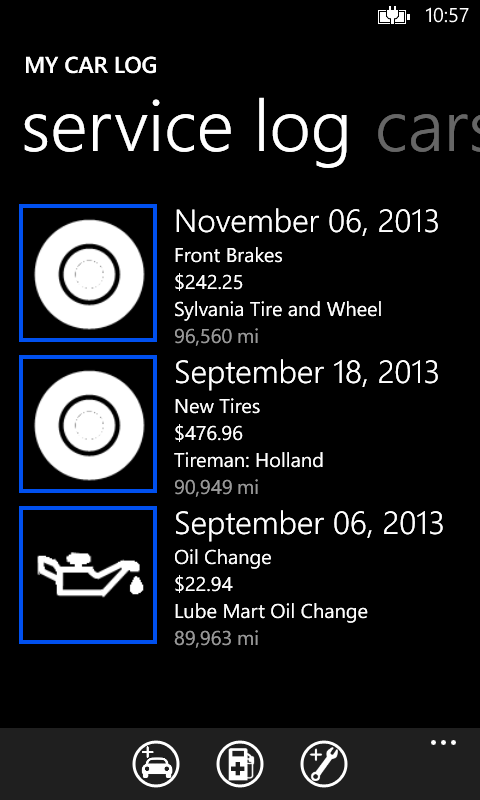 10:57
MY CAR LOG
service log cars
November 06, 2013
Front Brakes
$242.25
Sylvania Tire and Wheel
96,560 mi
September 18, 2013
New Tires
$476.96
Tireman: Holland
90,949 mi
September 06, 2013
Oil Change
$22.94
Lube Mart Oil Change
89,963 mi